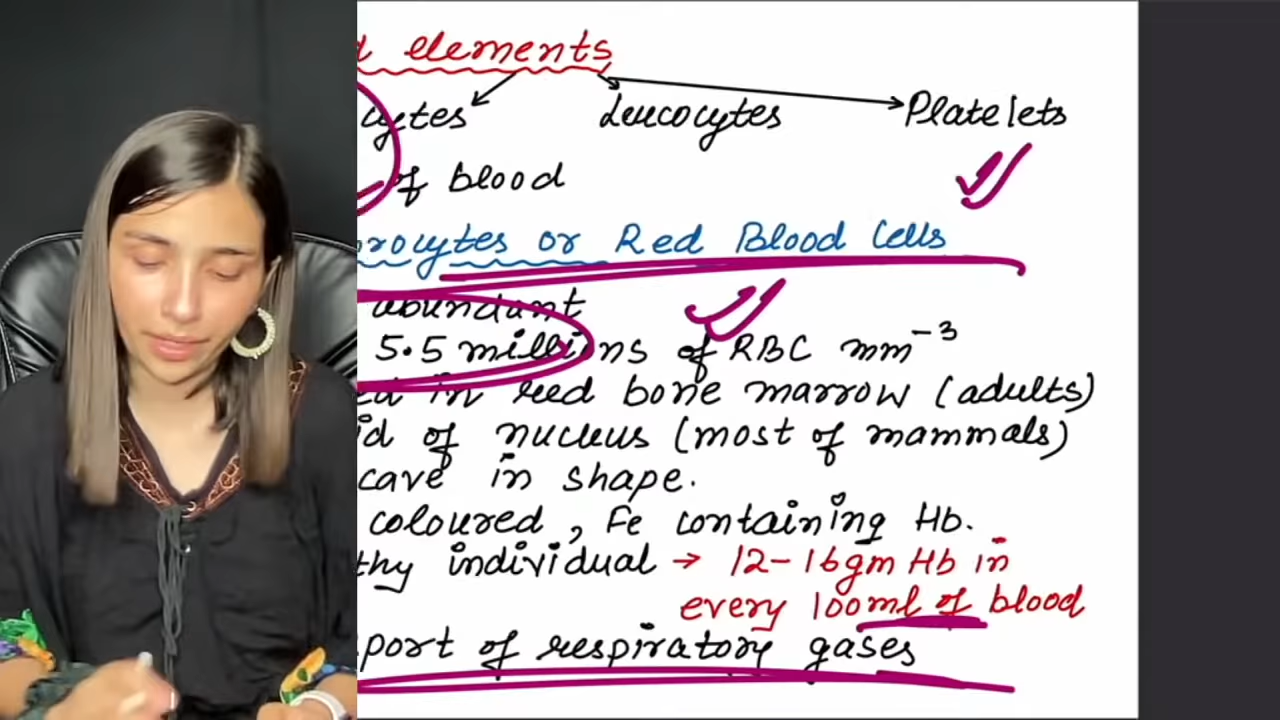 elements
ytes Leucocytes Platelets
of blood
rocytes or Red Blood Cells
abundant
5.5 millions of RBC mm⁻³
ed in red bone marrow (adults)
id of nucleus (most of mammals)
cave in shape.
coloured, Fe containing Hb.
thy individual → 12-16gm Hb in
every 100ml of blood
port of respiratory gases